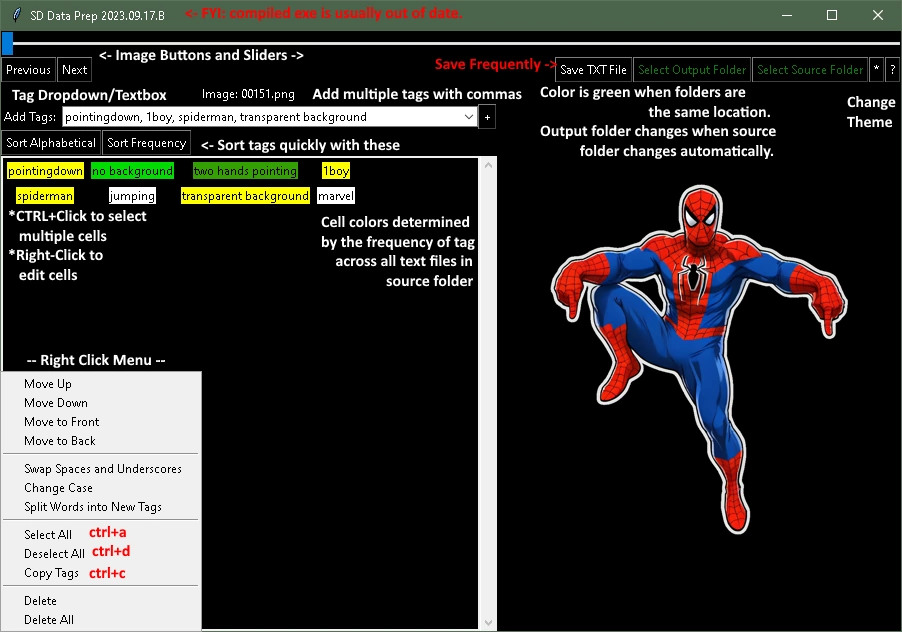 SD Data Prep 2023.09.17.B <- FYI: compiled exe is usually out of date.
<- Image Buttons and Sliders ->
Previous Next
Save Frequently -> Save TXT File Select Output Folder Select Source Folder * ?
Tag Dropdown/Textbox Image: 00151.png Add multiple tags with commas
Add Tags: pointingdown, 1boy, spiderman, transparent background +
Sort Alphabetical Sort Frequency <- Sort tags quickly with these
Color is green when folders are
the same location.
Output folder changes when source
folder changes automatically.
Change
Theme
pointingdown no background two hands pointing 1boy
spiderman jumping transparent background marvel
*CTRL+Click to select
multiple cells
*Right-Click to
edit cells
Cell colors determined
by the frequency of tag
across all text files in
source folder
-- Right Click Menu --
Move Up
Move Down
Move to Front
Move to Back
Swap Spaces and Underscores
Change Case
Split Words into New Tags
Select All ctrl+a
Deselect All ctrl+d
Copy Tags ctrl+c
Delete
Delete All